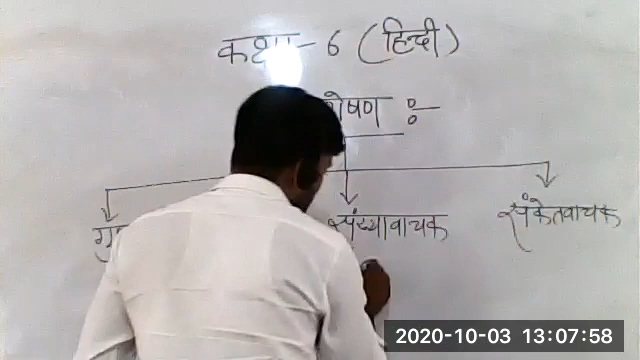 कक्षा - 6 (हिन्दी)
संख्यावाचक संकेतवाचक
2020-10-03 13:07:58